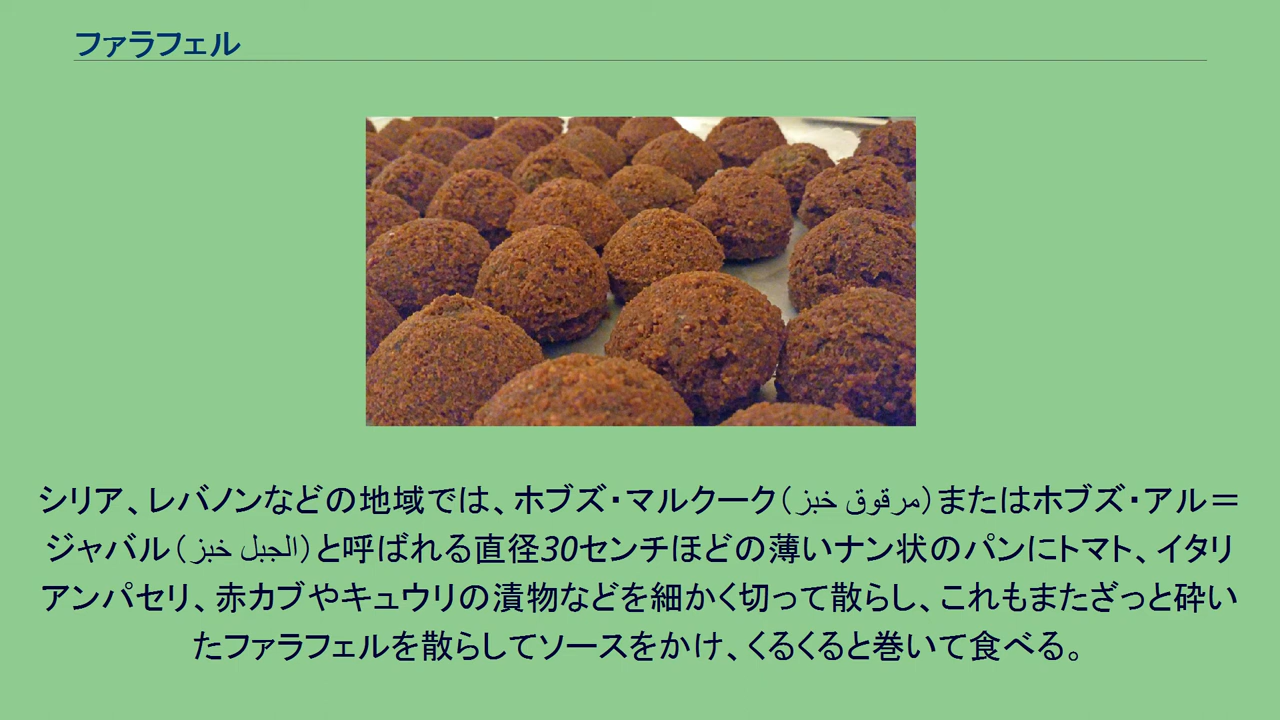 ファラフェル
シリア、レバノンなどの地域では、ホブズ・マルクーク(خبز مرقوق)またはホブズ・アル＝
ジャバル(خبز الجبل)と呼ばれる直径30センチほどの薄いナン状のパンにトマト、イタリ
アンパセリ、赤カブやキュウリの漬物などを細かく切って散らし、これもまたざっと砕い
たファラフェルを散らしてソースをかけ、くるくると巻いて食べる。